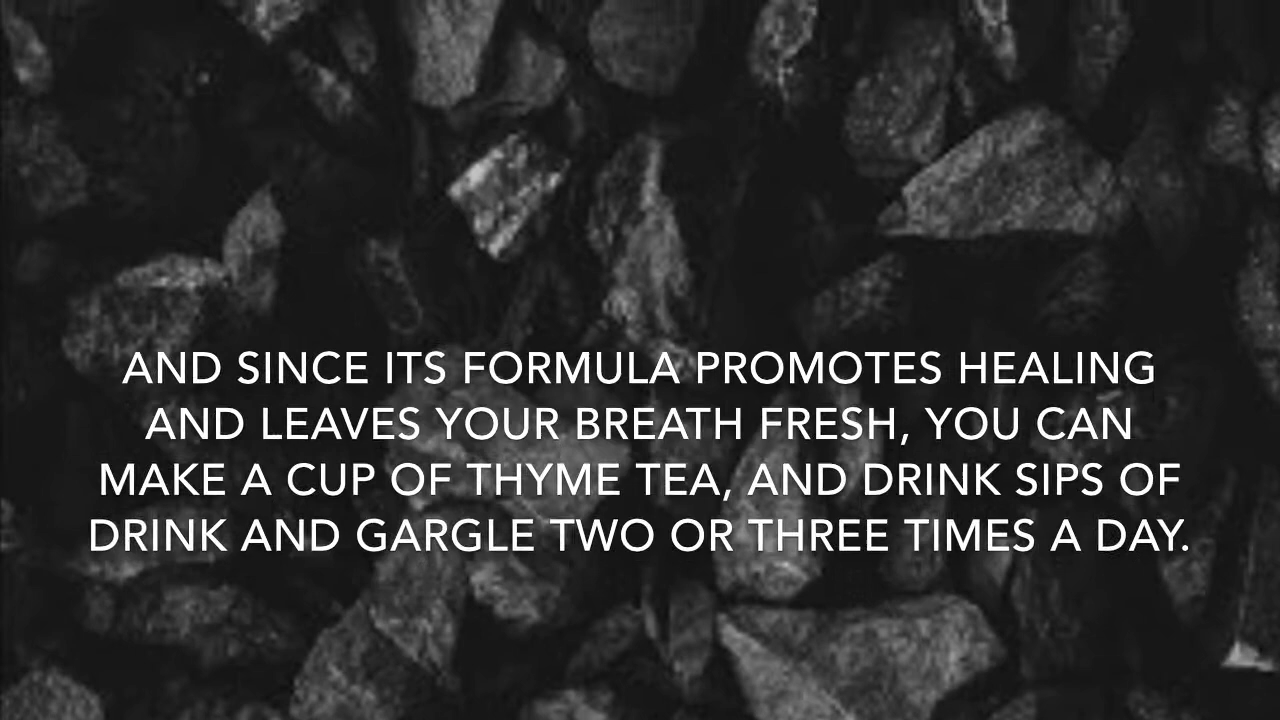 AND SINCE ITS FORMULA PROMOTES HEALING
AND LEAVES YOUR BREATH FRESH, YOU CAN
MAKE A CUP OF THYME TEA, AND DRINK SIPS OF
DRINK AND GARGLE TWO OR THREE TIMES A DAY.